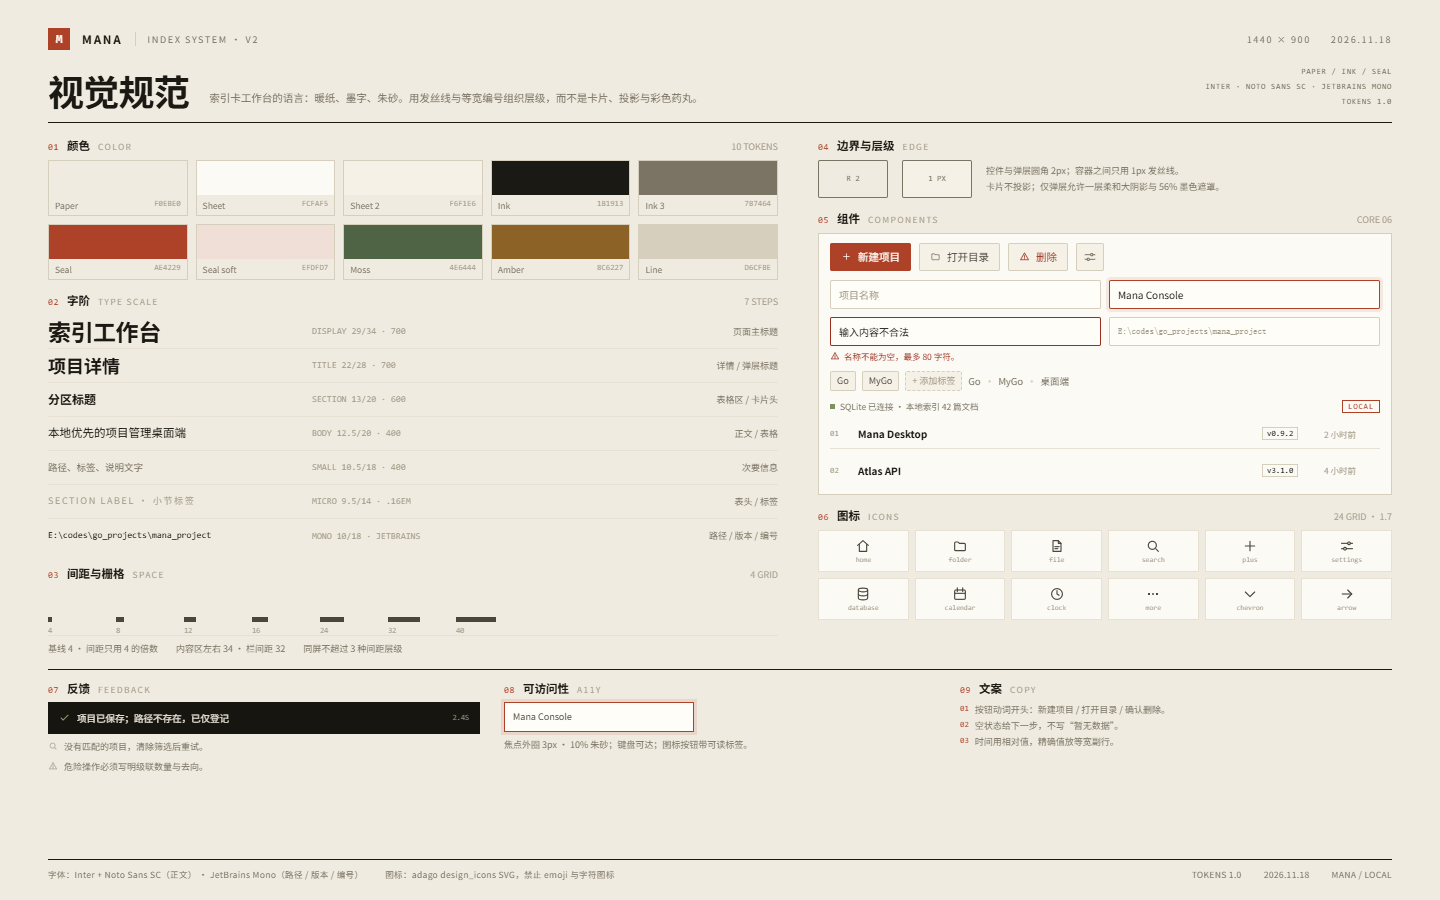 M MANA INDEX SYSTEM · V2
1440 × 900 2026.11.18
视觉规范
索引卡工作台的语言：暖纸、墨字、朱砂。用发丝线与等宽编号组织层级，而不是卡片、投影与彩色药丸。
PAPER / INK / SEAL
INTER · NOTO SANS SC · JETBRAINS MONO
TOKENS 1.0
01 颜色 COLOR 10 TOKENS
Paper F0EBE0
Sheet FCFAF5
Sheet 2 F6F1E6
Ink 181913
Ink 3 7B7464
Seal AE4229
Seal soft EFDFD7
Moss 4E6444
Amber 8C6227
Line D6CFBE
02 字阶 TYPE SCALE 7 STEPS
索引工作台 DISPLAY 29/34 · 700 页面主标题
项目详情 TITLE 22/28 · 700 详情 / 弹层标题
分区标题 SECTION 13/20 · 600 表格区 / 卡片头
本地优先的项目管理桌面端 BODY 12.5/20 · 400 正文 / 表格
路径、标签、说明文字 SMALL 10.5/18 · 400 次要信息
SECTION LABEL · 小节标签 MICRO 9.5/14 · .16EM 表头 / 标签
E:\codes\go_projects\mana_project MONO 10/18 · JETBRAINS 路径 / 版本 / 编号
03 间距与栅格 SPACE 4 GRID
4 8 12 16 24 32 40
基线 4 · 间距只用 4 的倍数 内容区左右 34 · 栏间距 32 同屏不超过 3 种间距层级
04 边界与层级 EDGE
R 2
1 PX
控件与弹层圆角 2px；容器之间只用 1px 发丝线。
卡片不投影；仅弹层允许一层柔和大阴影与 56% 墨色遮罩。
05 组件 COMPONENTS CORE 06
新建项目 打开目录 删除
项目名称 Mana Console
输入内容不合法 E:\codes\go_projects\mana_project
名称不能为空，最多 80 字符。
Go MyGo + 添加标签 Go · MyGo · 桌面端
SQLite 已连接 · 本地索引 42 篇文档 LOCAL
01 Mana Desktop v0.9.2 2 小时前
02 Atlas API v3.1.0 4 小时前
06 图标 ICONS 24 GRID · 1.7
home folder file search plus settings
database calendar clock more chevron arrow
07 反馈 FEEDBACK
项目已保存；路径不存在，已仅登记 2.4S
没有匹配的项目，清除筛选后重试。
危险操作必须写明级联数量与去向。
08 可访问性 A11Y
Mana Console
焦点外圈 3px · 10% 朱砂；键盘可达；图标按钮带可读标签。
09 文案 COPY
01 按钮动词开头：新建项目 / 打开目录 / 确认删除。
02 空状态给下一步，不写“暂无数据”。
03 时间用相对值，精确值放等宽副行。
字体：Inter + Noto Sans SC（正文） · JetBrains Mono（路径 / 版本 / 编号） 图标：adago design_icons SVG，禁止 emoji 与字符图标
TOKENS 1.0 2026.11.18 MANA / LOCAL